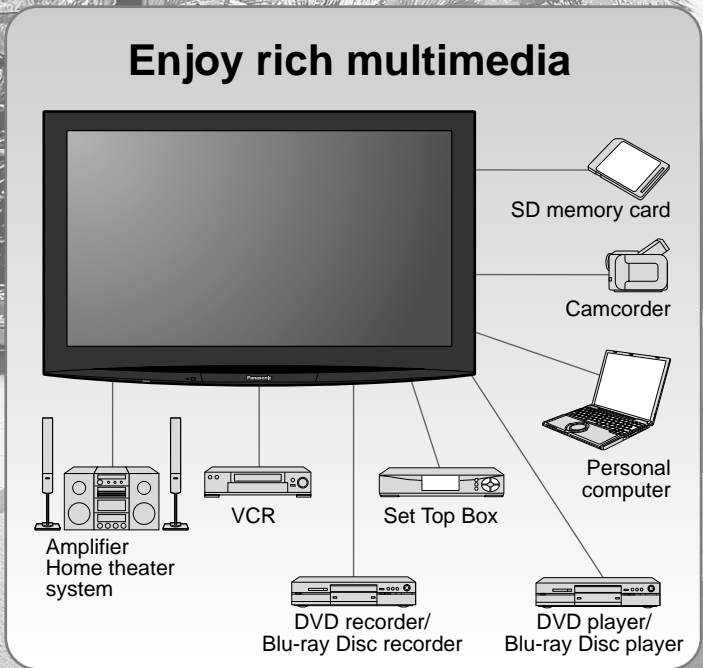 Enjoy rich multimedia
SD memory card
Camcorder
Personal
computer
Panasonic
Amplifier
Home theater
system
VCR
Set Top Box
DVD recorder/
Blu-ray Disc recorder
DVD player/
Blu-ray Disc player